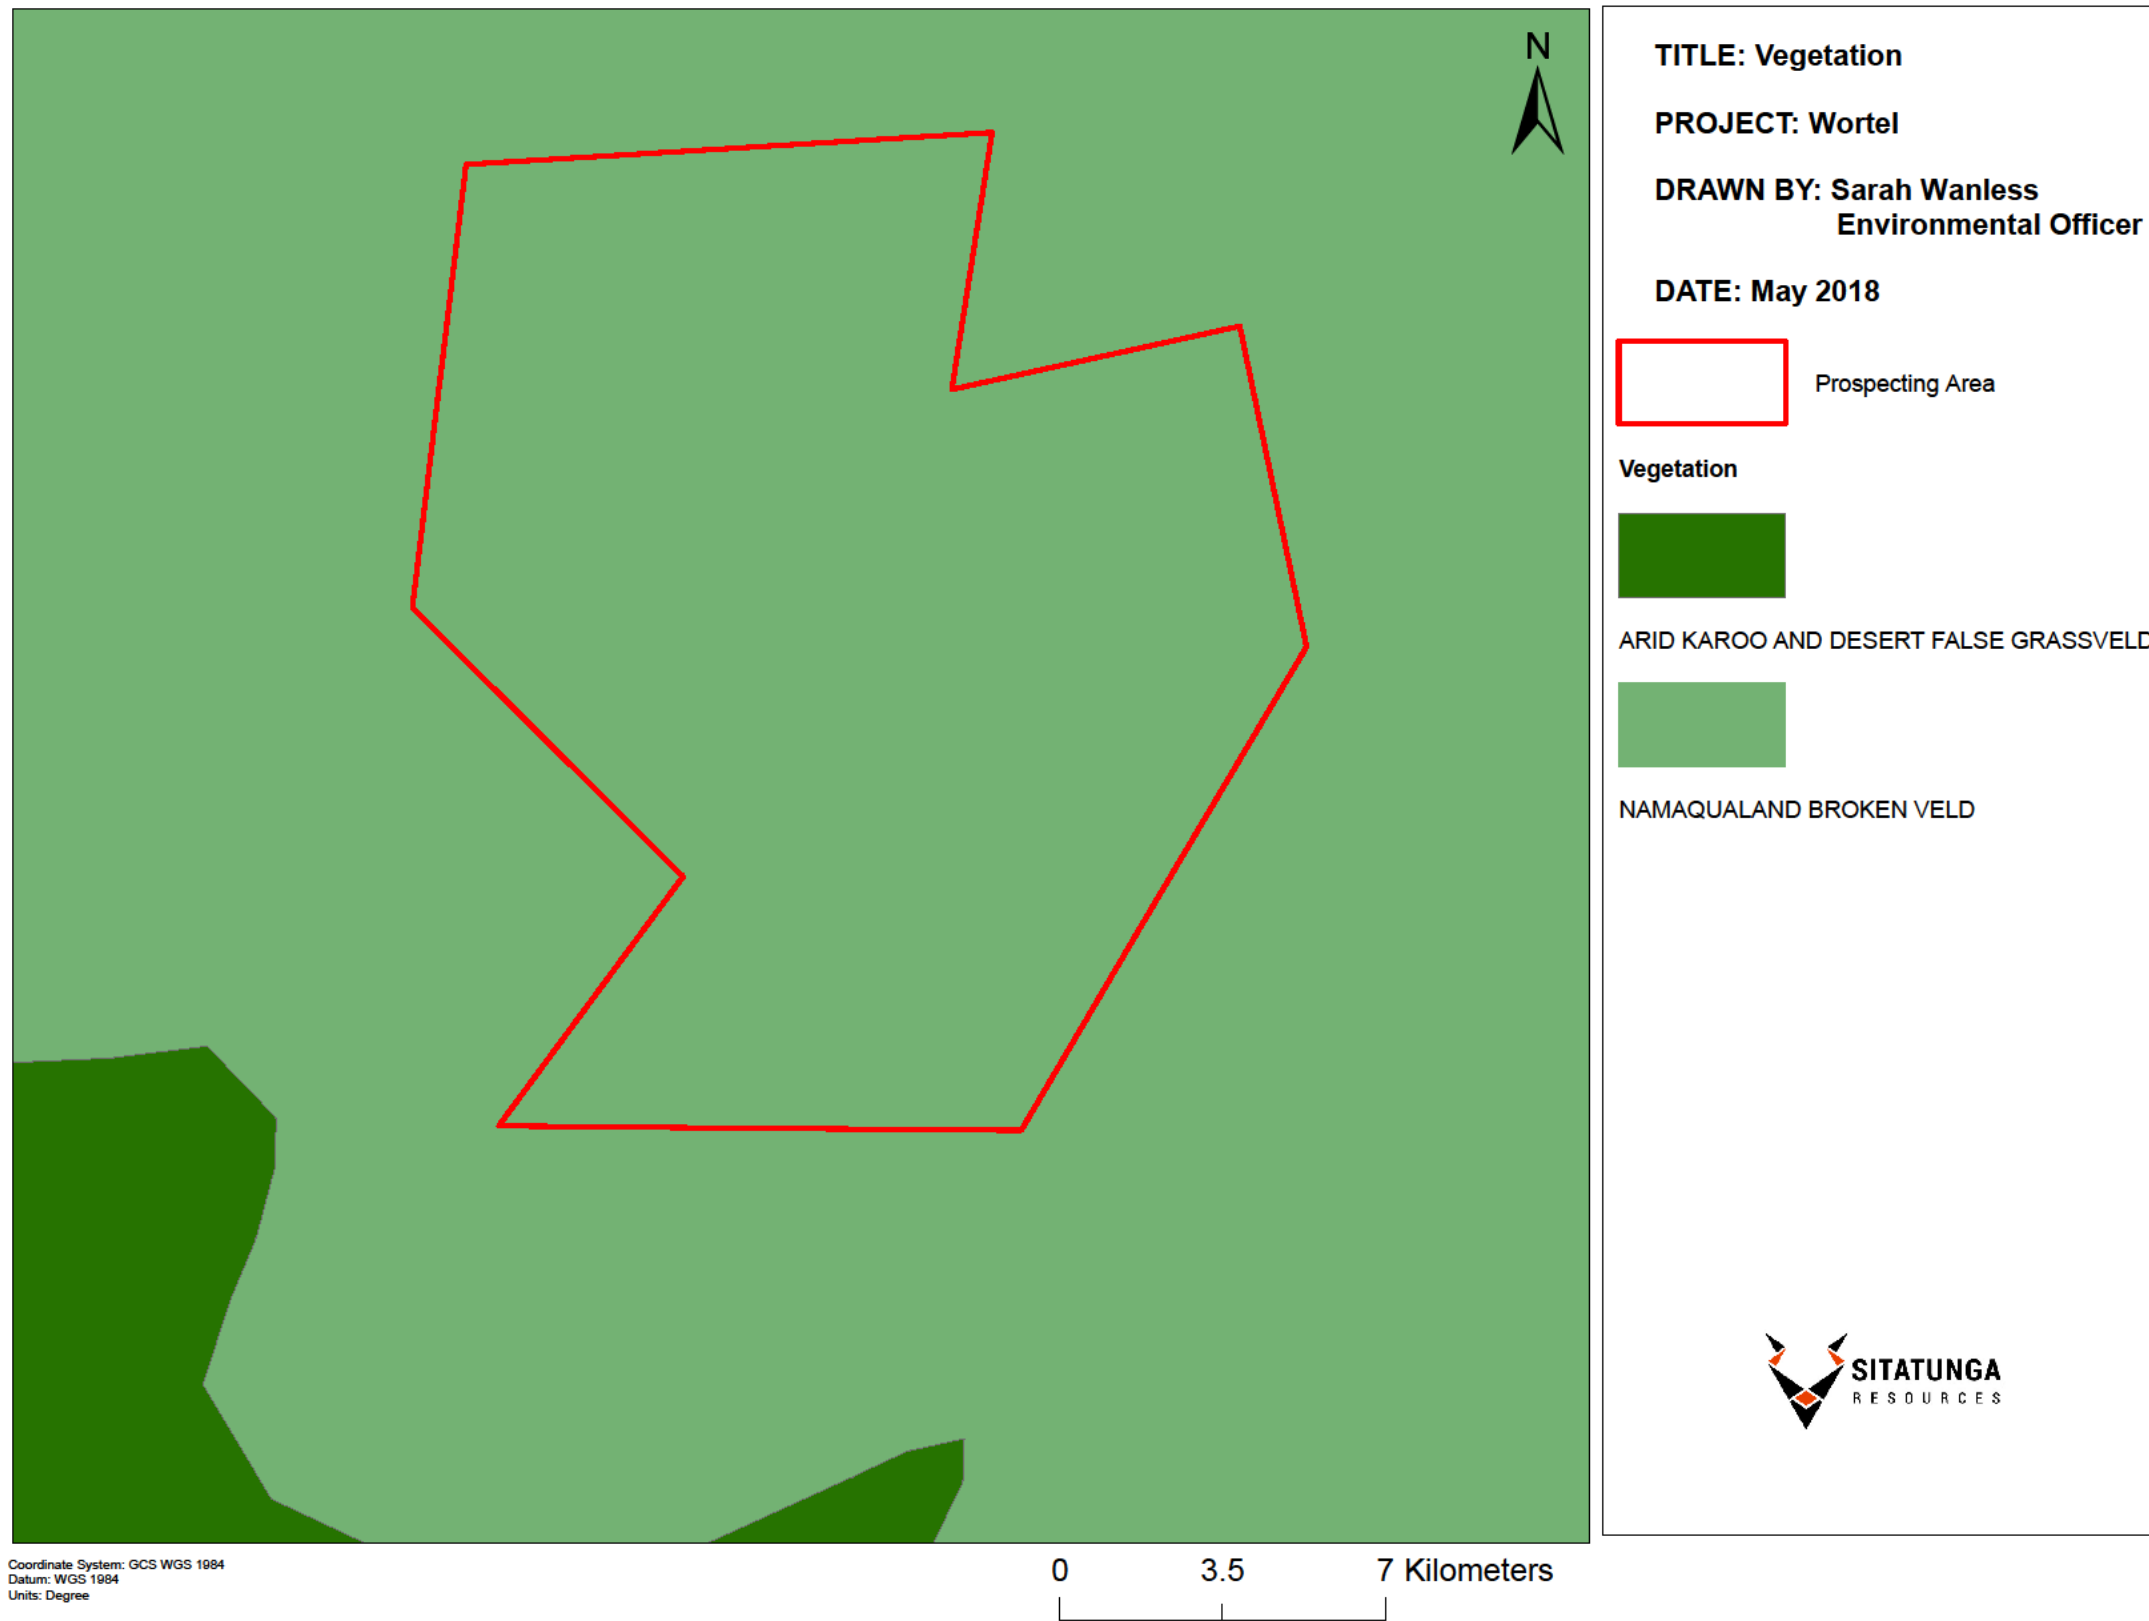 N
TITLE: Vegetation
PROJECT: Wortel
DRAWN BY: Sarah Wanless
Environmental Officer
DATE: May 2018
Prospecting Area
Vegetation
ARID KAROO AND DESERT FALSE GRASSVELD
NAMAQUALAND BROKEN VELD
SITATUNGA
RESOURCES
Coordinate System: GCS WGS 1984
Datum: WGS 1984
Units: Degree
0 3.5 7 Kilometers